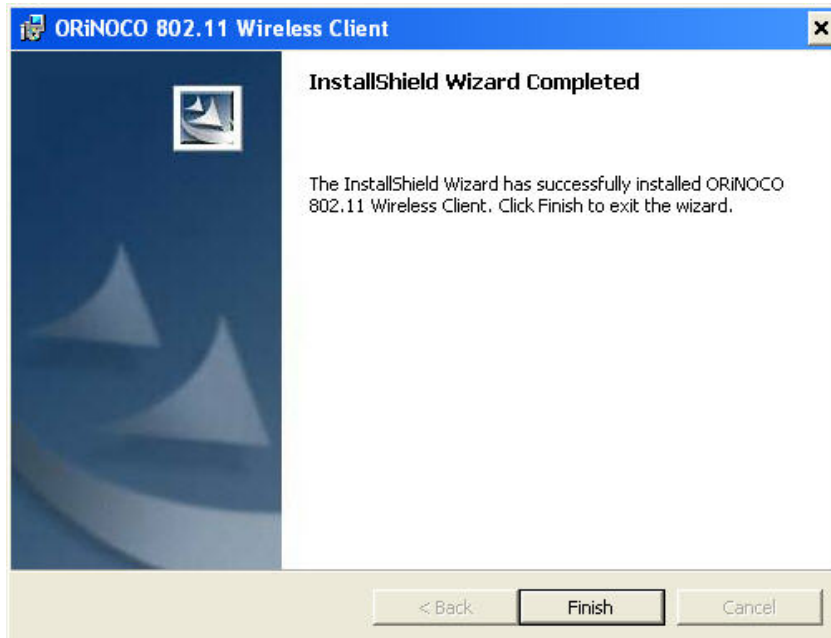 ORiNOCO 802.11 Wireless Client
InstallShield Wizard Completed
The InstallShield Wizard has successfully installed ORiNOCO
802.11 Wireless Client. Click Finish to exit the wizard.
< Back Finish Cancel